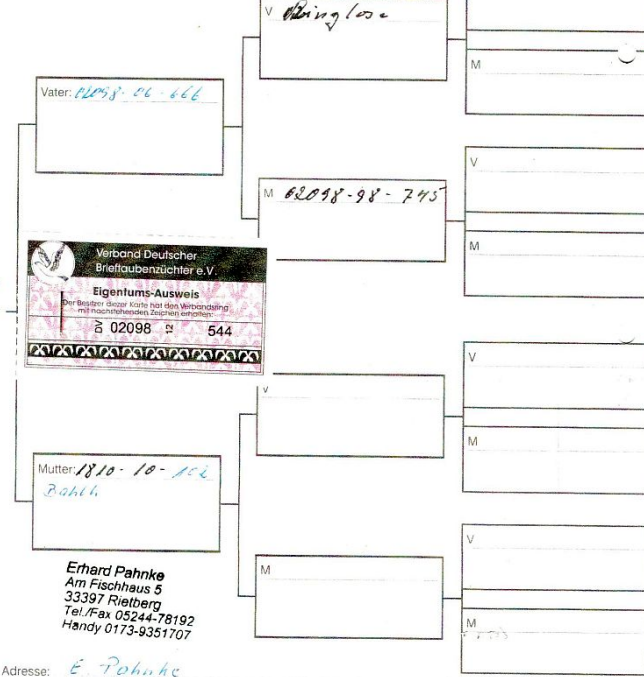 V Ringlose
M
Vater: 02098-06-666
V
M 02098-98-745
M
Verband Deutscher
Brieftaubenzüchter e.V.
Eigentums-Ausweis
Der Besitzer dieser Karte hat den Verbandsring
mit nachstehenden Zeichen erhalten:
DV 02098 12 544
V
V
M
Mutter: 1810-10-102
V
M
M
Erhard Pahnke
Am Fischhaus 5
33397 Rietberg
Tel./Fax 05244-78192
Handy 0173-9351707
Adresse: E. Pahnke